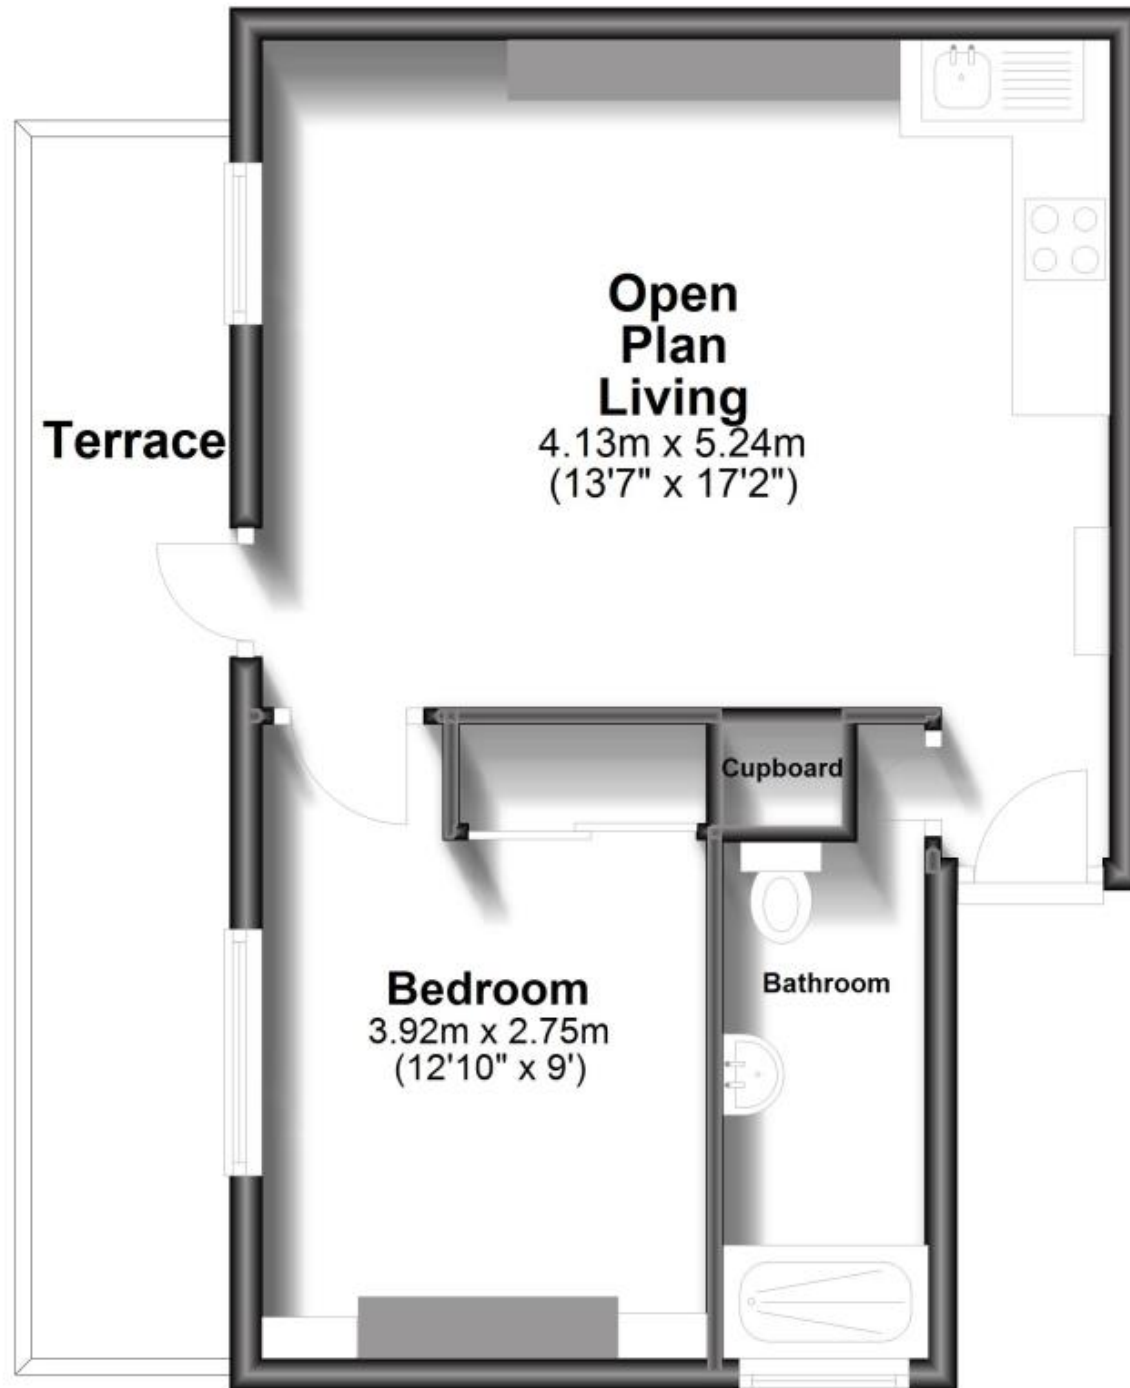 Open
Plan
Living
4.13m x 5.24m
(13'7" x 17'2")
Terrace
Cupboard
Bedroom
3.92m x 2.75m
(12'10" x 9')
Bathroom